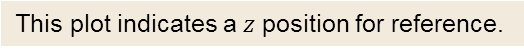 This plot indicates a z position for reference.